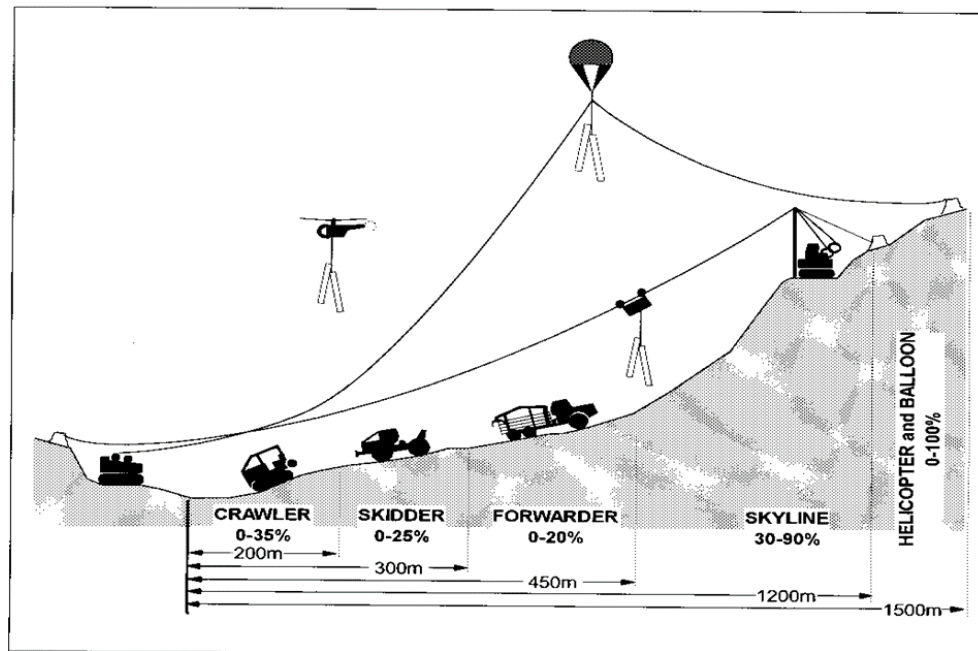 CRAWLER
0-35%
200m
SKIDDER
0-25%
300m
FORWARDER
0-20%
450m
SKYLINE
30-90%
1200m
HELICOPTER and BALLOON
0-100%
1500m